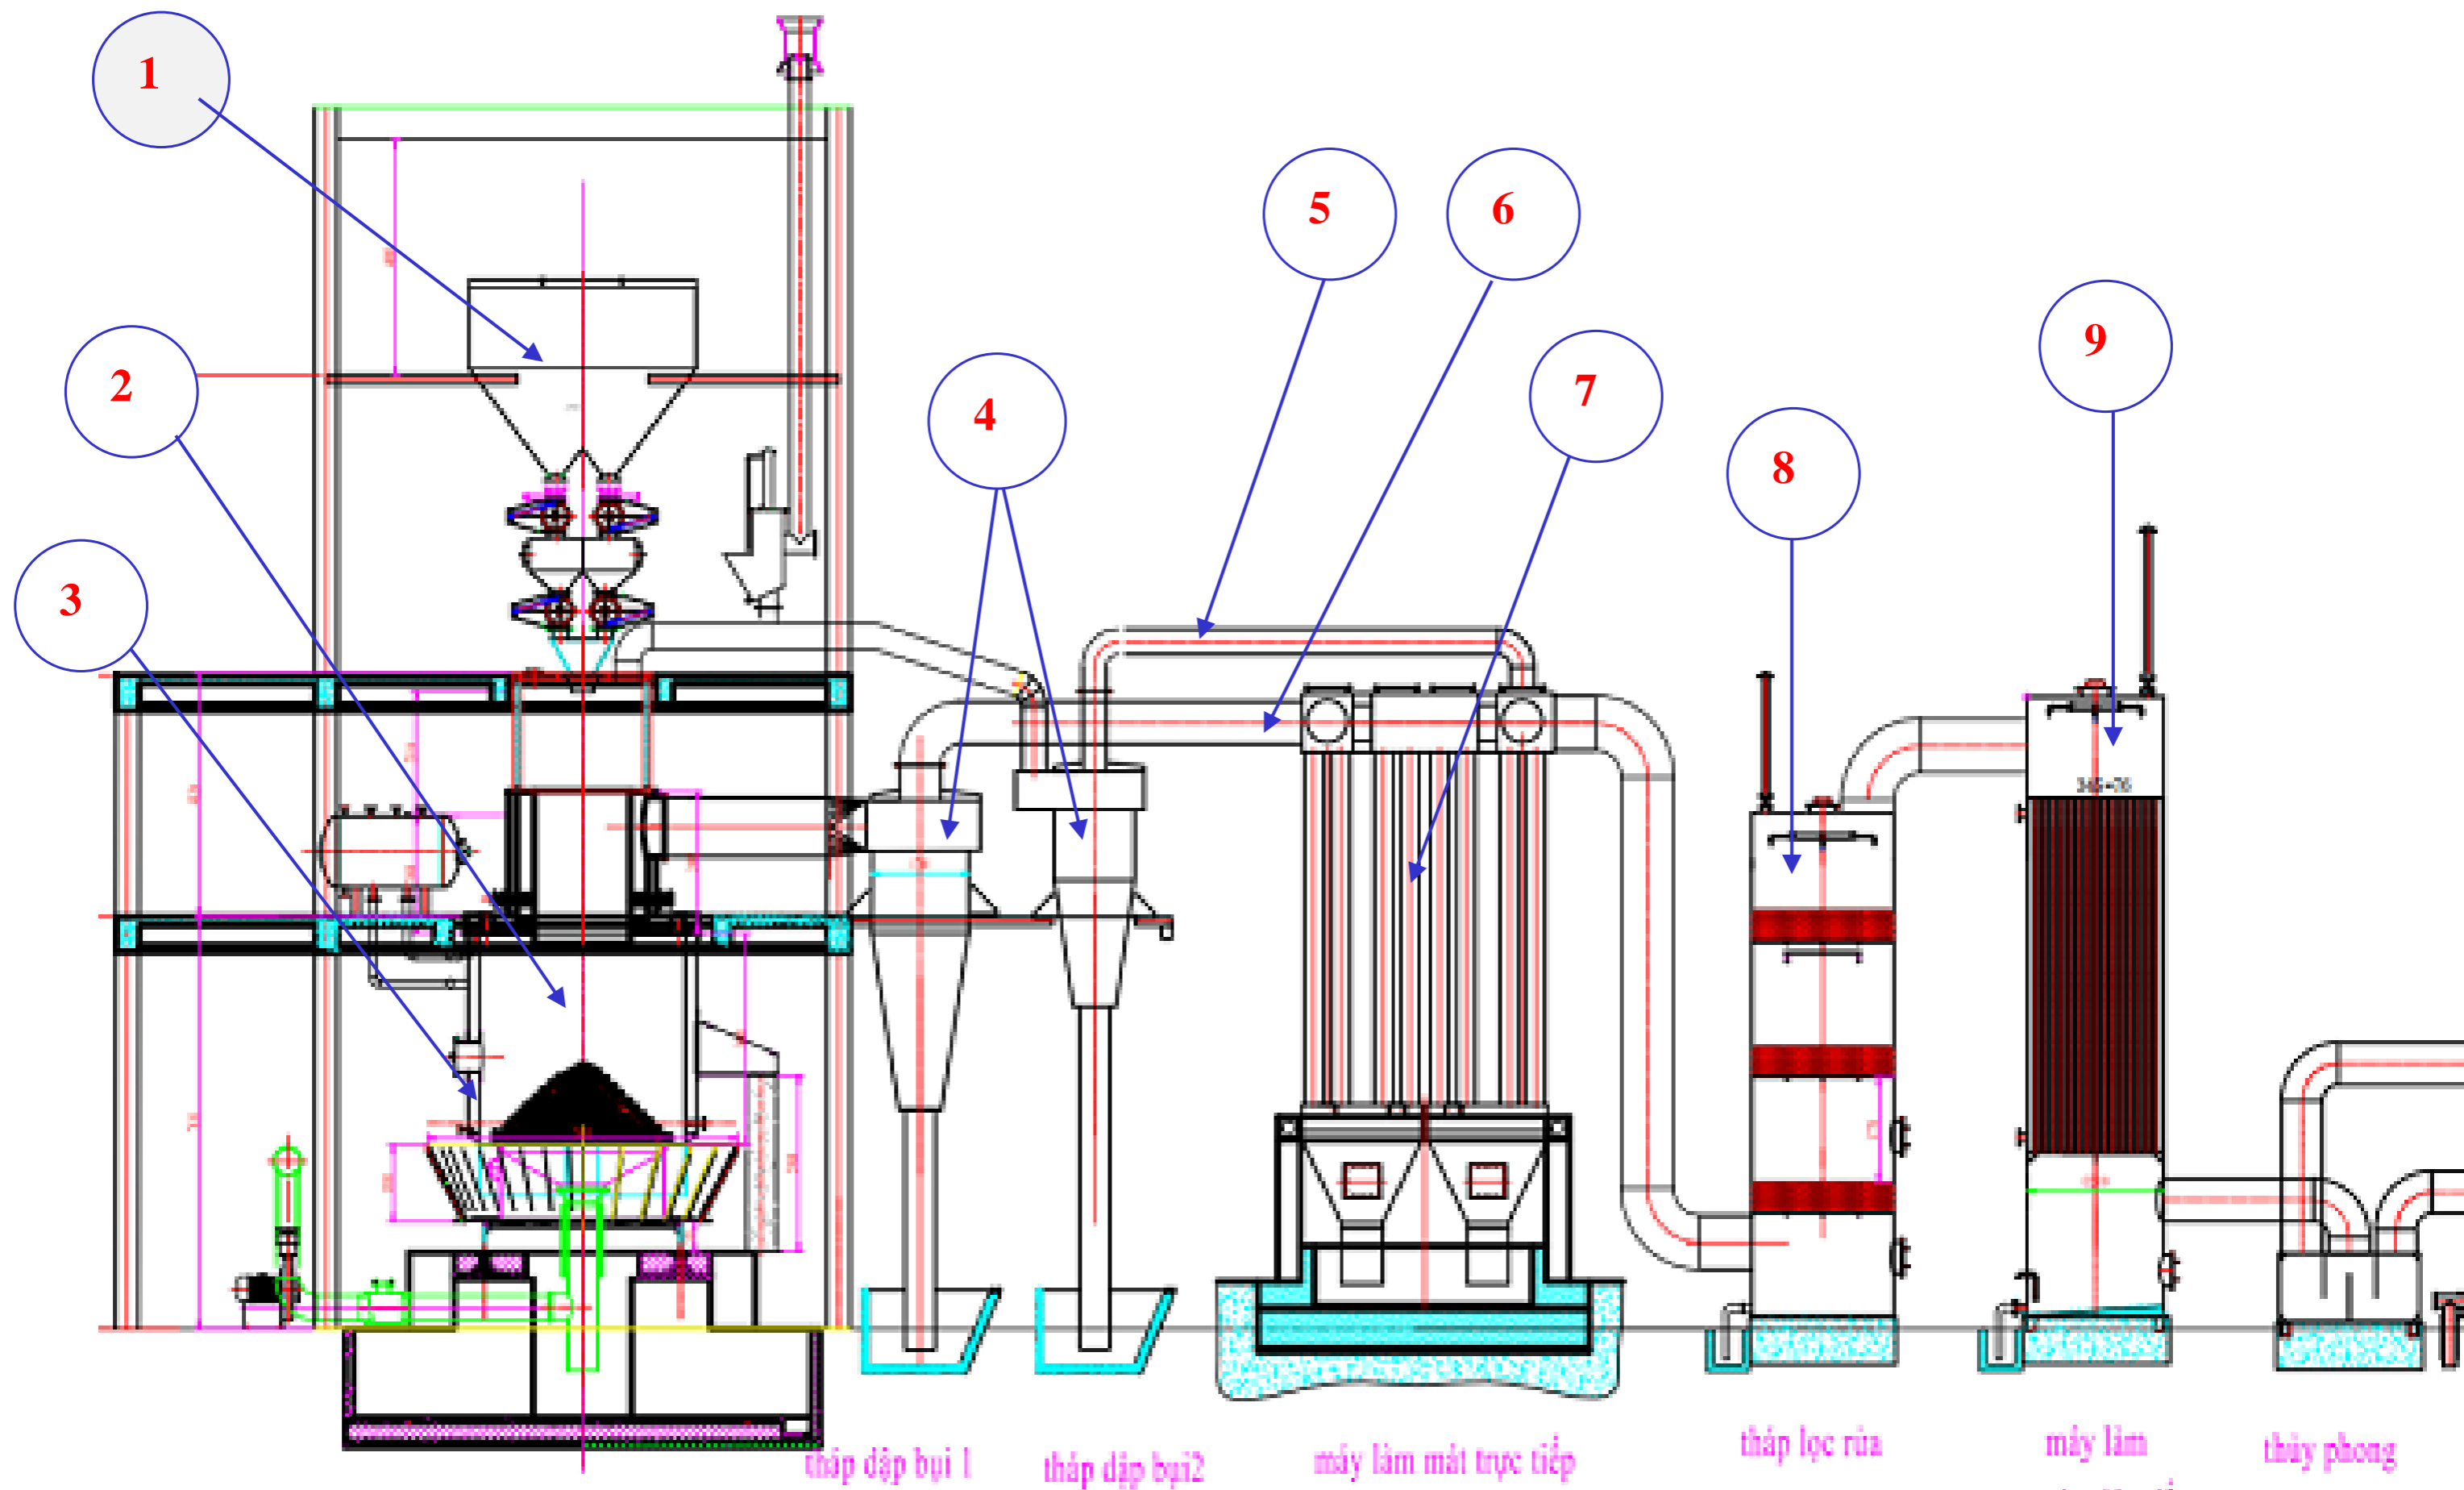 1
2
3
4
5
6
7
8
9
tháp dập bụi 1
tháp dập bụi2
máy làm mát trực tiếp
tháp lọc rửa
máy làm
thủy phong